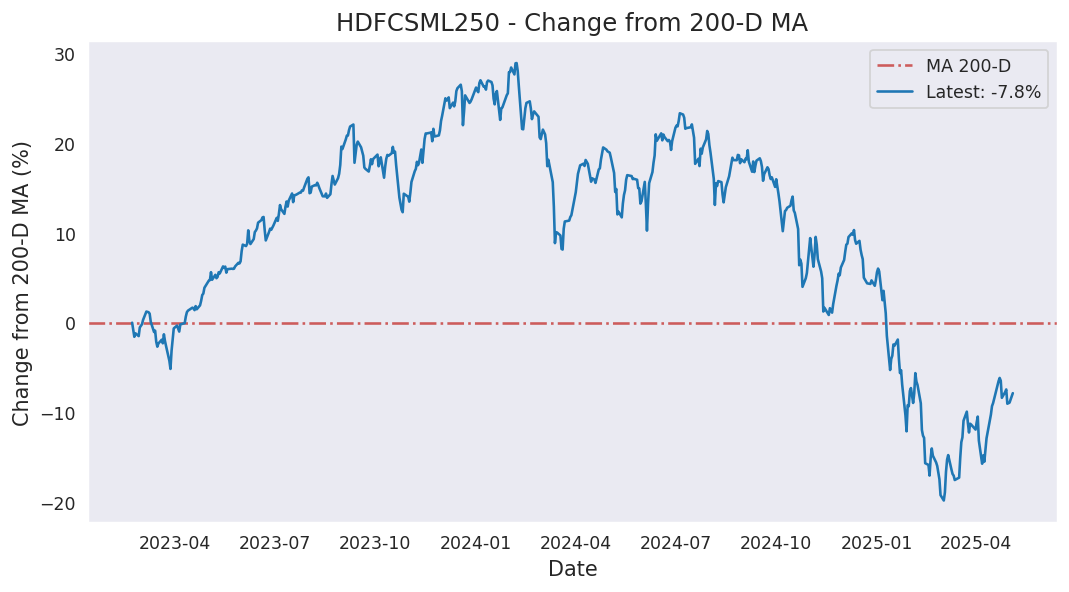 HDFCSML250 - Change from 200-D MA
MA 200-D
Latest: -7.8%
Change from 200-D MA (%)
30
20
10
0
−10
−20
2023-04 2023-07 2023-10 2024-01 2024-04 2024-07 2024-10 2025-01 2025-04
Date